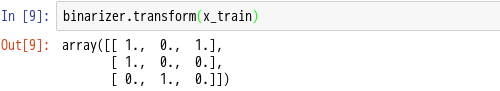 In [9]: binarizer.transform(x_train)
Out[9]: array([[ 1., 0., 1.],
[ 1., 0., 0.],
[ 0., 1., 0.]])